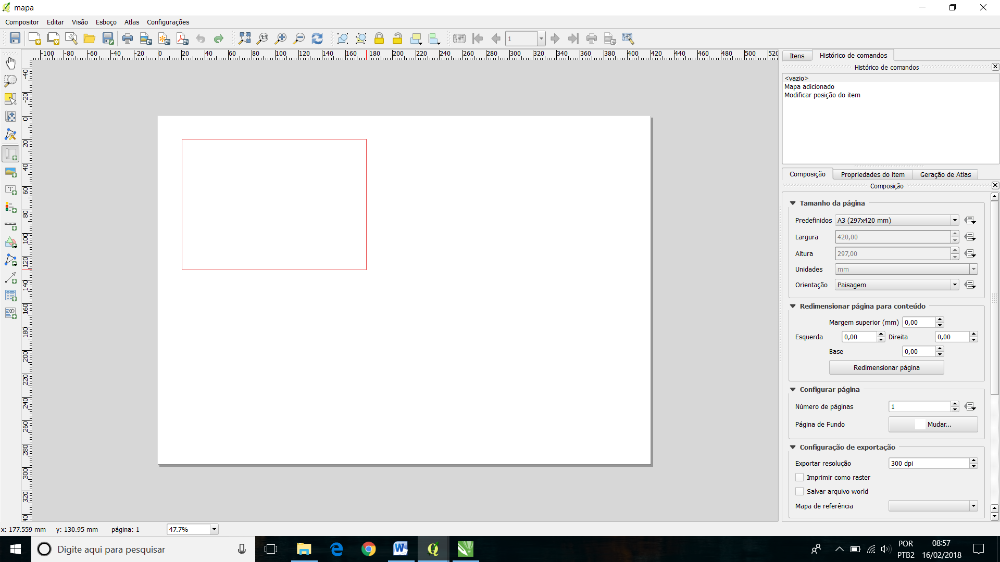 mapa
Compositor Editar Visão Esboço Atlas Configurações
1:1 1
-100 -80 -60 -40 -20 0 20 40 60 80 100 120 140 160 180 200 220 240 260 280 300 320 340 360 380 400 420 440 460 480 500 520
-40
-20
0
20
40
60
80
100
120
140
160
180
200
220
240
260
280
300
320
40
Itens Histórico de comandos
Histórico de comandos
<vazio>
Mapa adicionado
Modificar posição do item
Composição Propriedades do item Geração de Atlas
Composição
Tamanho da página
Predefinidos A3 (297x420 mm)
Largura 420,00
Altura 297,00
Unidades mm
Orientação Paisagem
Redimensionar página para conteúdo
Margem superior (mm) 0,00
Esquerda 0,00 Direita 0,00
Base 0,00
Redimensionar página
Configurar página
Número de páginas 1
Página de Fundo Mudar...
Configuração de exportação
Exportar resolução 300 dpi
Imprimir como raster
Salvar arquivo world
Mapa de referência
x: 177.559 mm y: 130.95 mm página: 1 47.7%
Digite aqui para pesquisar
POR
PTB2
08:57
16/02/2018